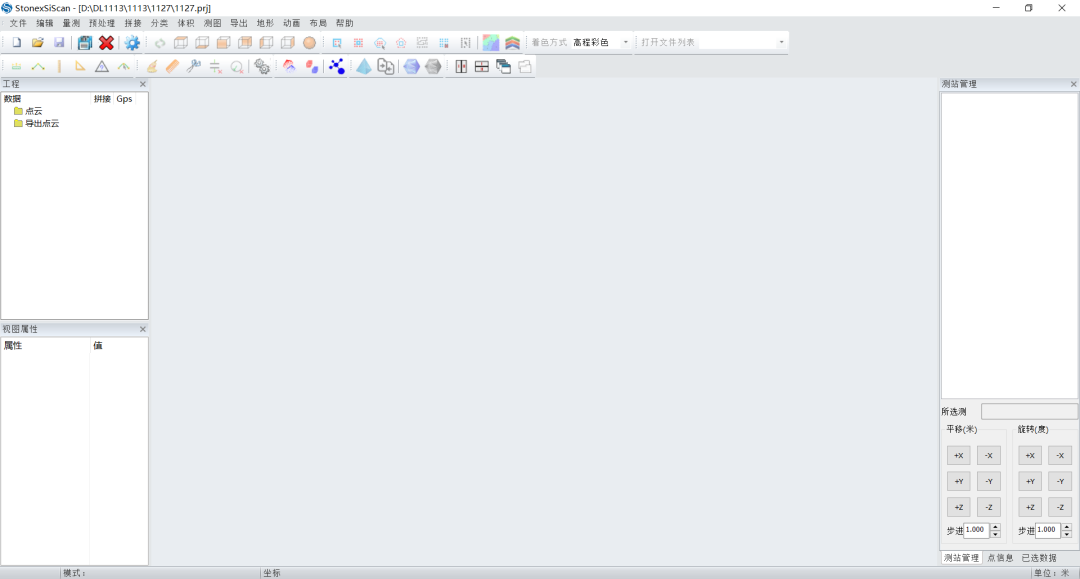 StonexSiScan - [D:\DL1113\1113\1127\1127.prj]
文件 编辑 量测 预处理 拼接 分类 体积 测图 导出 地形 动画 布局 帮助
着色方式 高程彩色 打开文件列表
工程
数据 拼接 Gps
点云
导出点云
视图属性
属性 值
测站管理
所选测
平移(米) 旋转(度)
+X -X +X -X
+Y -Y +Y -Y
+Z -Z +Z -Z
步进 1.000 步进 1.000
测站管理 点信息 已选数据
模式: 坐标 单位: 米